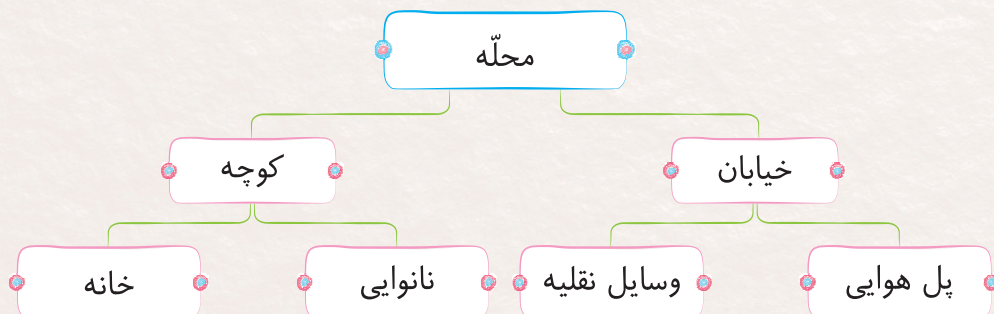 محلّه
خیابان
کوچه
پل هوایی
وسایل نقلیه
نانوایی
خانه